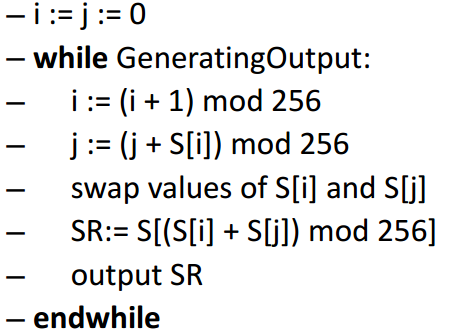 – i := j := 0
– while GeneratingOutput:
– i := (i + 1) mod 256
– j := (j + S[i]) mod 256
– swap values of S[i] and S[j]
– SR:= S[(S[i] + S[j]) mod 256]
– output SR
– endwhile